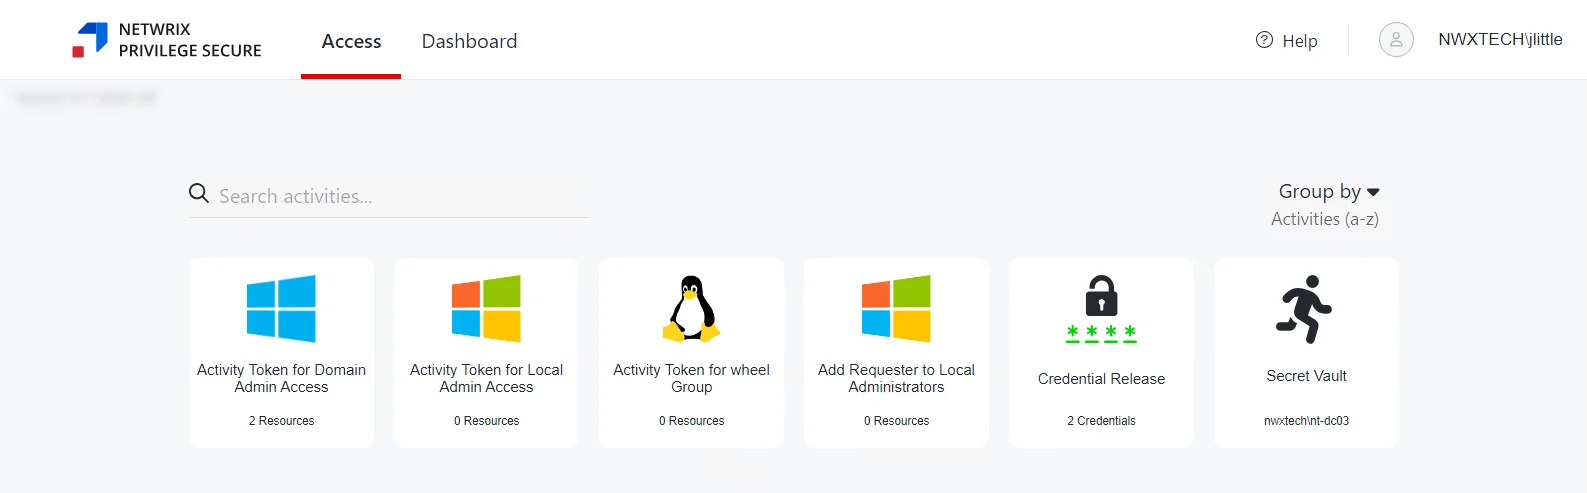 NETWRIX
PRIVILEGE SECURE
Access
Dashboard
Help
NWXTECH\jlittle
Search activities...
Group by
Activities (a-z)
Activity Token for Domain
Admin Access
2 Resources
Activity Token for Local
Admin Access
0 Resources
Activity Token for wheel
Group
0 Resources
Add Requester to Local
Administrators
0 Resources
****
Credential Release
2 Credentials
Secret Vault
nwxtech\nt-dc03